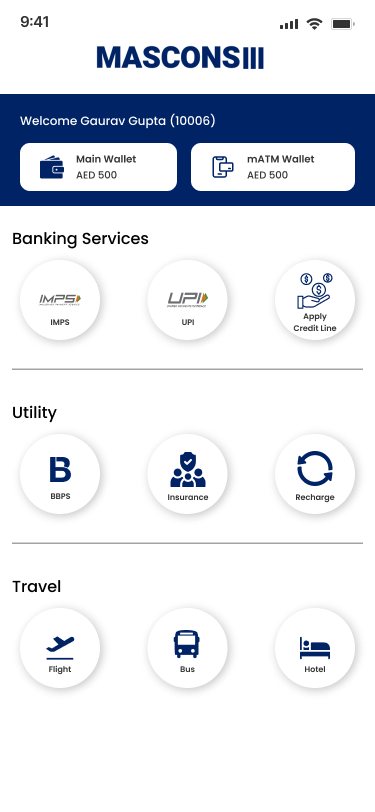 9:41
MASCONSIII
Welcome Gaurav Gupta (10006)
Main Wallet
AED 500
mATM Wallet
AED 500
Banking Services
IMPS
IMPS
UPI
UPI
Apply
Credit Line
Utility
B
BBPS
Insurance
Recharge
Travel
Flight
Bus
Hotel